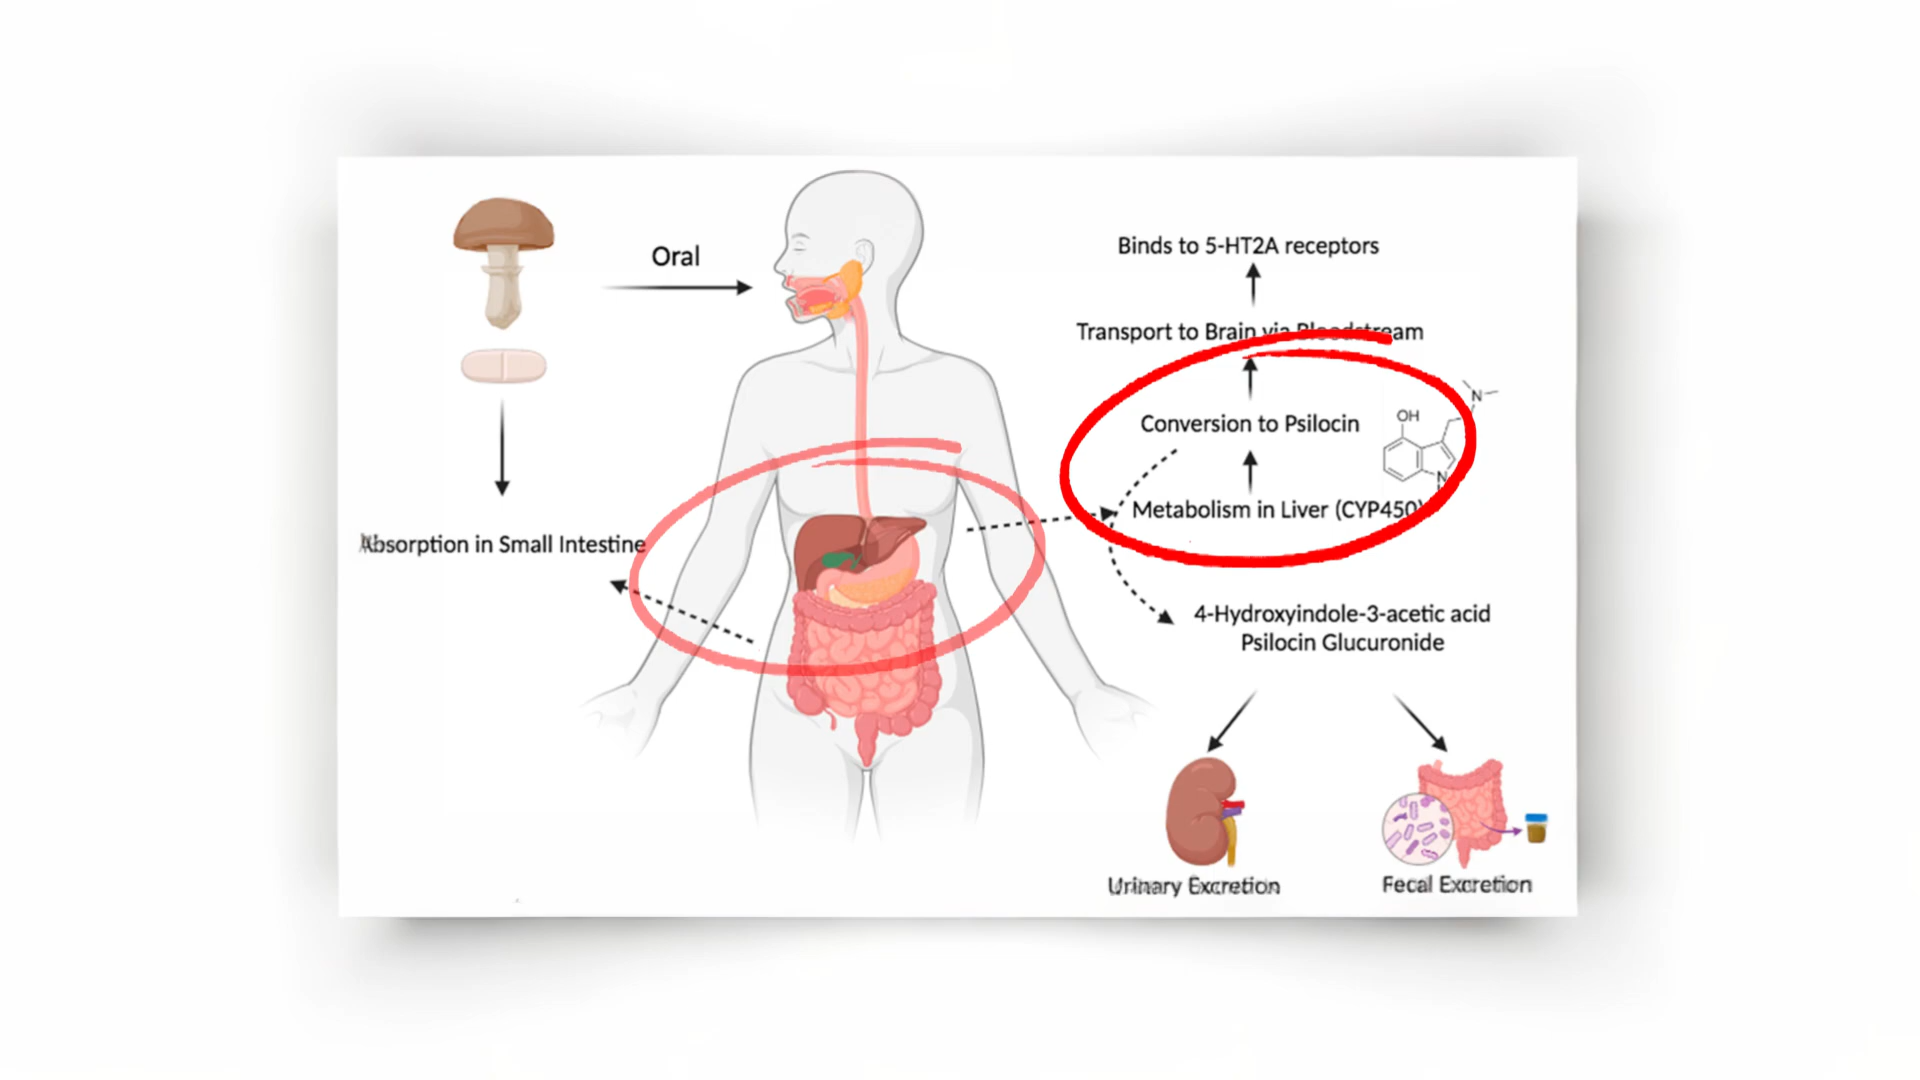 Oral
Absorption in Small Intestine
Binds to 5-HT2A receptors
Transport to Brain via Bloodstream
Conversion to Psilocin
Metabolism in Liver (CYP450)
OH
N
N
4-Hydroxyindole-3-acetic acid
Psilocin Glucuronide
Urinary Excretion
Fecal Excretion